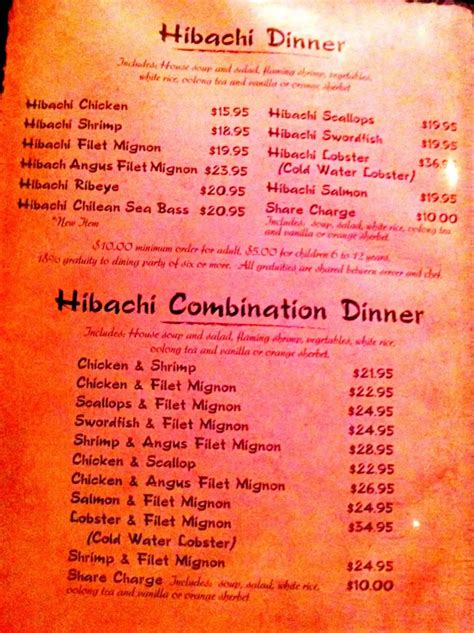 Hibachi Dinner
Includes: House soup and salad, flaming shrimp, vegetables,
white rice, oolong tea and vanilla or orange sherbet
Hibachi Chicken $15.95
Hibachi Shrimp $18.95
Hibachi Filet Mignon $19.95
Hibach Angus Filet Mignon $23.95
Hibachi Ribeye $20.95
Hibachi Chilean Sea Bass $20.95
*New Item
Hibachi Scallops $19.95
Hibachi Swordfish $19.95
Hibachi Lobster
(Cold Water Lobster)
Hibachi Salmon $19.95
Share Charge $10.00
Includes: soup, salad, white rice, oolong
tea and vanilla or orange sherbet
$10.00 minimum order for adult, $5.00 for children 6 to 12 years.
18% gratuity to dining party of six or more. All gratuities are shared between server and chef.
Hibachi Combination Dinner
Includes: House soup and salad, flaming shrimp, vegetables, white rice,
oolong tea and vanilla or orange sherbet.
Chicken & Shrimp $21.95
Chicken & Filet Mignon $22.95
Scallops & Filet Mignon $24.95
Swordfish & Filet Mignon $24.95
Shrimp & Angus Filet Mignon $28.95
Chicken & Scallop $22.95
Chicken & Angus Filet Mignon $26.95
Salmon & Filet Mignon $24.95
Lobster & Filet Mignon $34.95
(Cold Water Lobster)
Shrimp & Filet Mignon $24.95
Share Charge Includes: soup, salad, white rice, $10.00
oolong tea and vanilla or orange sherbet